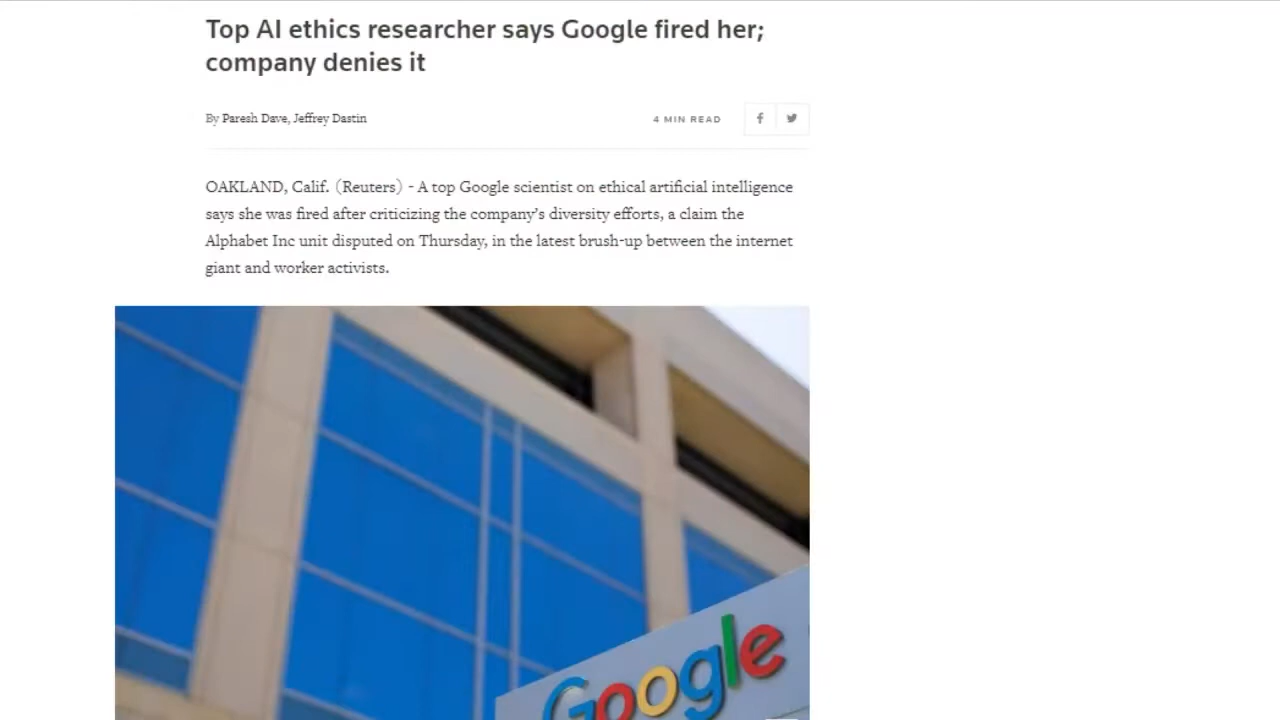 Top AI ethics researcher says Google fired her;
company denies it
By Paresh Dave, Jeffrey Dastin
4 MIN READ
OAKLAND, Calif. (Reuters) - A top Google scientist on ethical artificial intelligence
says she was fired after criticizing the company’s diversity efforts, a claim the
Alphabet Inc unit disputed on Thursday, in the latest brush-up between the internet
giant and worker activists.
Google